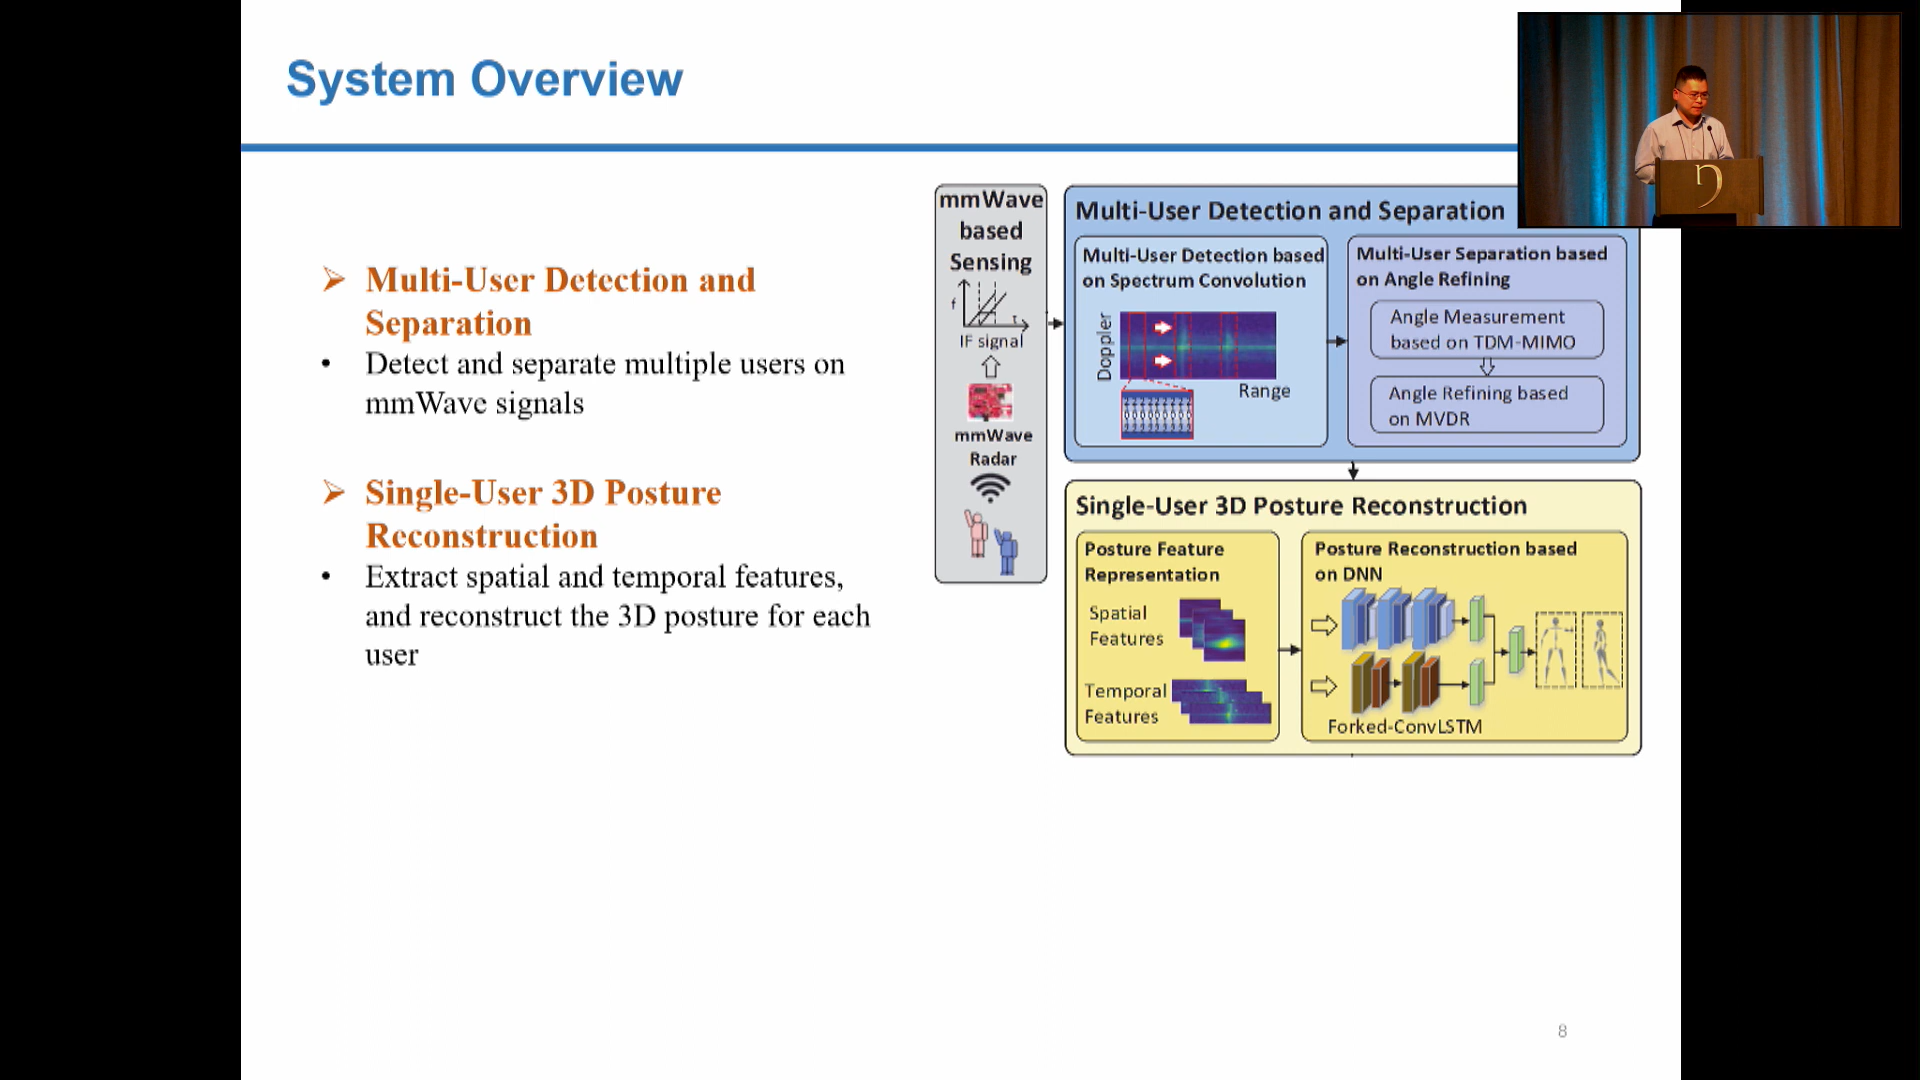 System Overview
Multi-User Detection and
Separation
• Detect and separate multiple users on
mmWave signals
Single-User 3D Posture
Reconstruction
• Extract spatial and temporal features,
and reconstruct the 3D posture for each
user
mmWave
based
Sensing
f
τ
IF signal
mmWave
Radar
Multi-User Detection and Separation
Multi-User Detection based
on Spectrum Convolution
Doppler
Range
Multi-User Separation based
on Angle Refining
Angle Measurement
based on TDM-MIMO
Angle Refining based
on MVDR
Single-User 3D Posture Reconstruction
Posture Feature
Representation
Spatial
Features
Temporal
Features
Posture Reconstruction based
on DNN
Forked-ConvLSTM
8